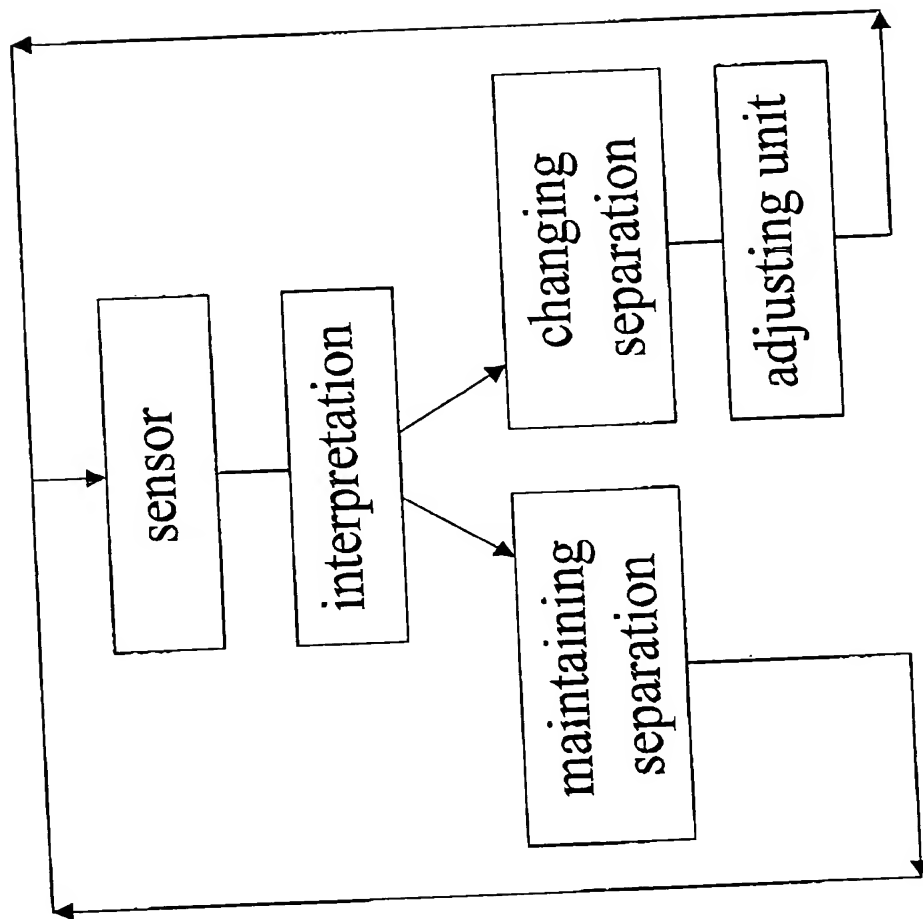 sensor
interpretation
changing
separation
adjusting unit
maintaining
separation